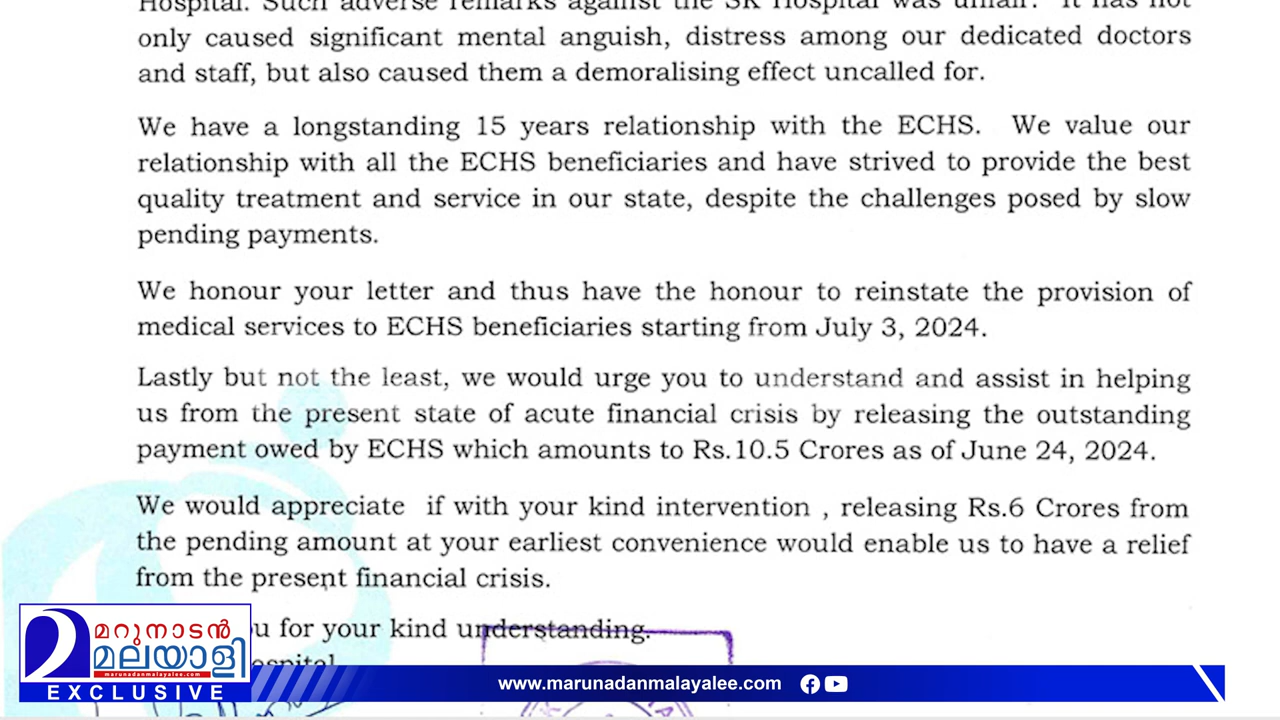 Hospital. Such adverse remarks against the SK Hospital was unfair. It has not
only caused significant mental anguish, distress among our dedicated doctors
and staff, but also caused them a demoralising effect uncalled for.
We have a longstanding 15 years relationship with the ECHS. We value our
relationship with all the ECHS beneficiaries and have strived to provide the best
quality treatment and service in our state, despite the challenges posed by slow
pending payments.
We honour your letter and thus have the honour to reinstate the provision of
medical services to ECHS beneficiaries starting from July 3, 2024.
Lastly but not the least, we would urge you to understand and assist in helping
us from the present state of acute financial crisis by releasing the outstanding
payment owed by ECHS which amounts to Rs.10.5 Crores as of June 24, 2024.
We would appreciate if with your kind intervention , releasing Rs.6 Crores from
the pending amount at your earliest convenience would enable us to have a relief
from the present financial crisis.
u for your kind understanding.
ospital
മറുനാടൻ
മലയാളി
marunadanmalayalee.com
EXCLUSIVE
www.marunadanmalayalee.com